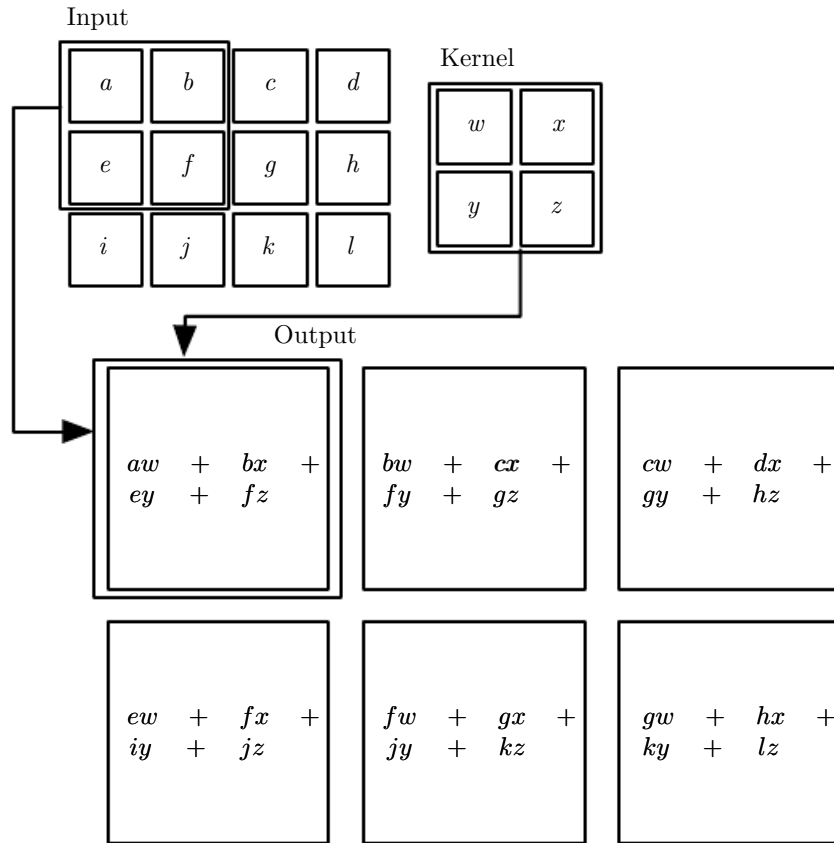 Input
Kernel
a b c d
e f g h
i j k l
w x
y z
Output
aw + bx +
ey + fz
bw + cx +
fy + gz
cw + dx +
gy + hz
ew + fx +
iy + jz
fw + gx +
jy + kz
gw + hx +
ky + lz